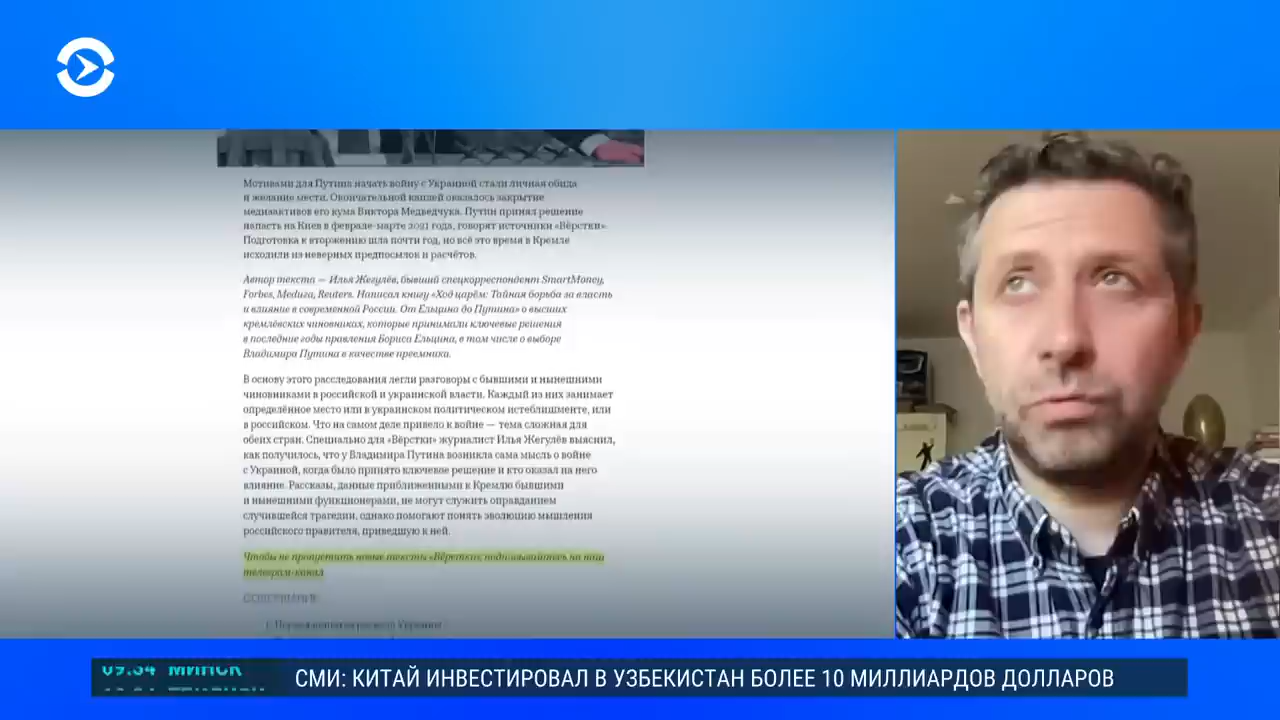 Мотивами для Путина начать войну с Украиной стали личная обида
и желание мести. Окончательной каплей оказалось закрытие
медиаактивов его кума Виктора Медведчука. Путин принял решение
напасть на Киев в феврале-марте 2021 года, говорят источники «Вёрстки».
Подготовка к вторжению шла почти год, но всё это время в Кремле
исходили из неверных предпосылок и расчётов.
Автор текста — Илья Жегулёв, бывший спецкорреспондент SmartMoney,
Forbes, Meduza, Reuters. Написал книгу «Ход царём: Тайная борьба за власть
и влияние в современной России. От Ельцина до Путина» о высших
кремлёвских чиновниках, которые принимали ключевые решения
в последние годы правления Бориса Ельцина, в том числе о выборе
Владимира Путина в качестве преемника.
В основу этого расследования легли разговоры с бывшими и нынешними
чиновниками в российской и украинской власти. Каждый из них занимает
определённое место или в украинском политическом истеблишменте, или
в российском. Что на самом деле привело к войне — тема сложная для
обеих стран. Специально для «Вёрстки» журналист Илья Жегулёв выяснил,
как получилось, что у Владимира Путина возникла сама мысль о войне
с Украиной, когда было принято ключевое решение и кто оказал на него
влияние. Рассказы, данные приближёнными к Кремлю бывшими
и нынешними функционерами, не могут служить оправданием
случившейся трагедии, однако помогают понять эволюцию мышления
российского правителя, приведшую к ней.
Чтобы не пропустить новые тексты «Вёрстки», подписывайтесь на наш
телеграм-канал
09:34 МИНСК
СМИ: КИТАЙ ИНВЕСТИРОВАЛ В УЗБЕКИСТАН БОЛЕЕ 10 МИЛЛИАРДОВ ДОЛЛАРОВ